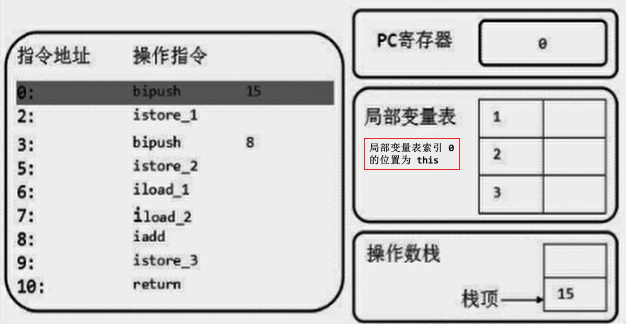 指令地址 操作指令
0: bipush 15
2: istore_1
3: bipush 8
5: istore_2
6: iload_1
7: iload_2
8: iadd
9: istore_3
10: return
PC寄存器 0
局部变量表
局部变量表索引 0
的位置为 this
1
2
3
操作数栈
栈顶 15